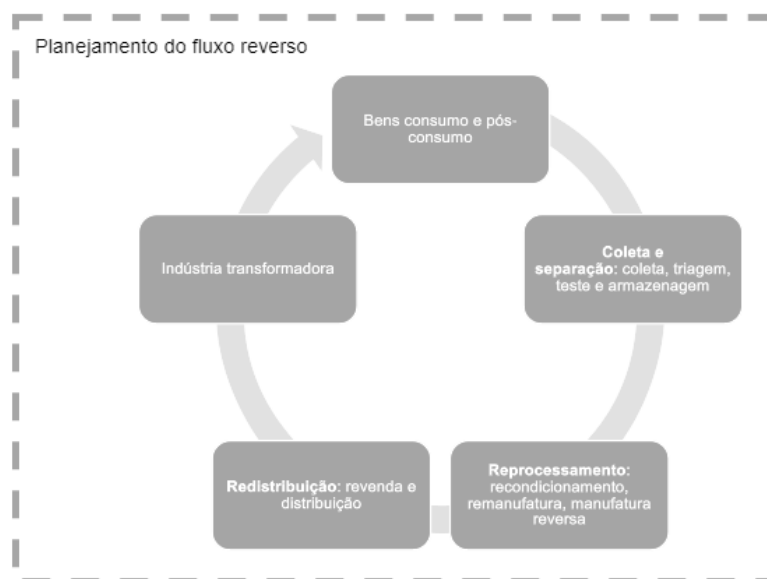 Planejamento do fluxo reverso
Bens consumo e pós-
consumo
Coleta e
separação: coleta, triagem,
teste e armazenagem
Reprocessamento:
recondicionamento,
remanufatura, manufatura
reversa
Redistribuição: revenda e
distribuição
Indústria transformadora